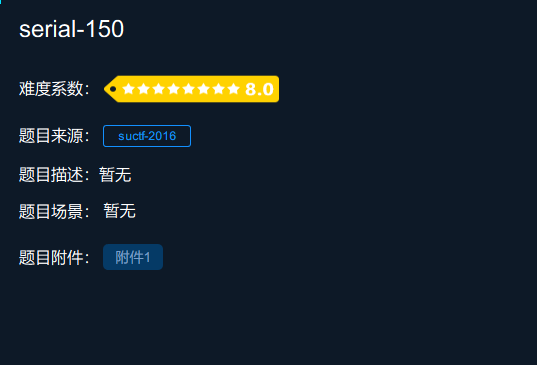 serial-150
难度系数： 8.0
题目来源： suctf-2016
题目描述：暂无
题目场景： 暂无
题目附件： 附件1